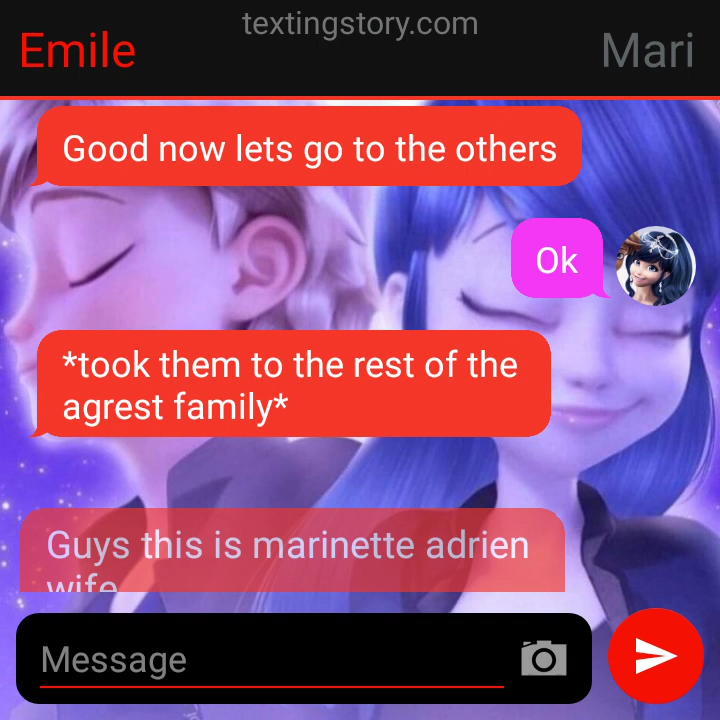 textingstory.com
Emile
Mari
Good now lets go to the others
Ok
*took them to the rest of the
agrest family*
Guys this is marinette adrien
wife
Message